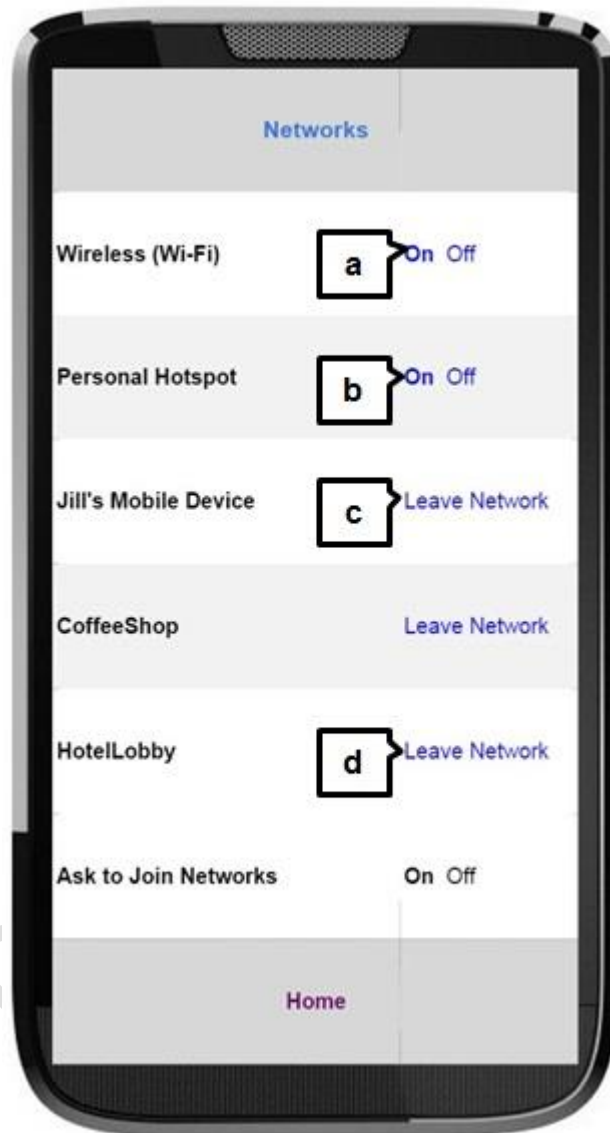 Networks
Wireless (Wi-Fi) a On Off
Personal Hotspot b On Off
Jill's Mobile Device c Leave Network
CoffeeShop Leave Network
HotelLobby d Leave Network
Ask to Join Networks On Off
Home